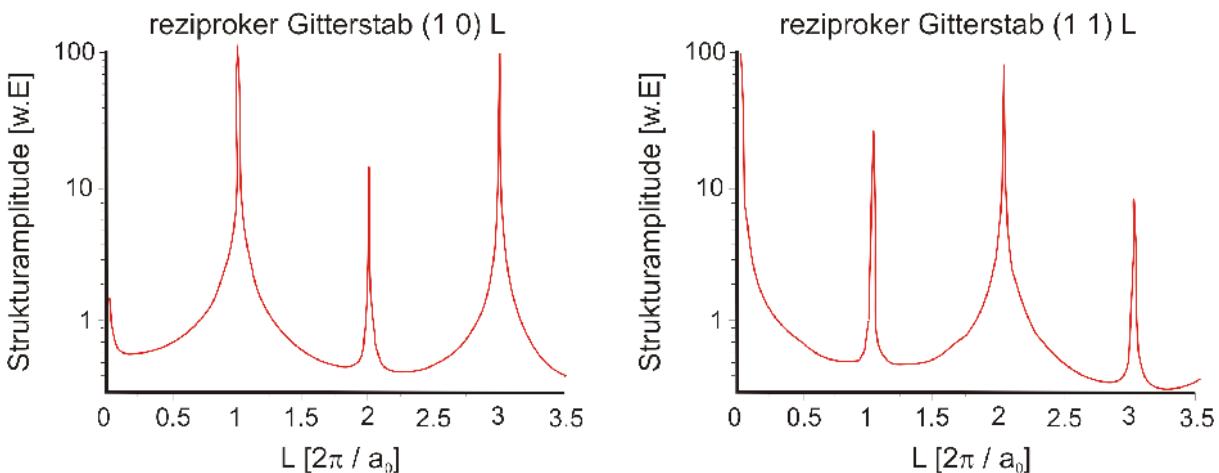 reziproker Gitterstab (1 0) L
Strukturamplitude [w.E]
100
10
1
0 0.5 1 1.5 2 2.5 3 3.5
L [2π / a₀]
reziproker Gitterstab (1 1) L
Strukturamplitude [w.E]
100
10
1
0 0.5 1 1.5 2 2.5 3 3.5
L [2π / a₀]